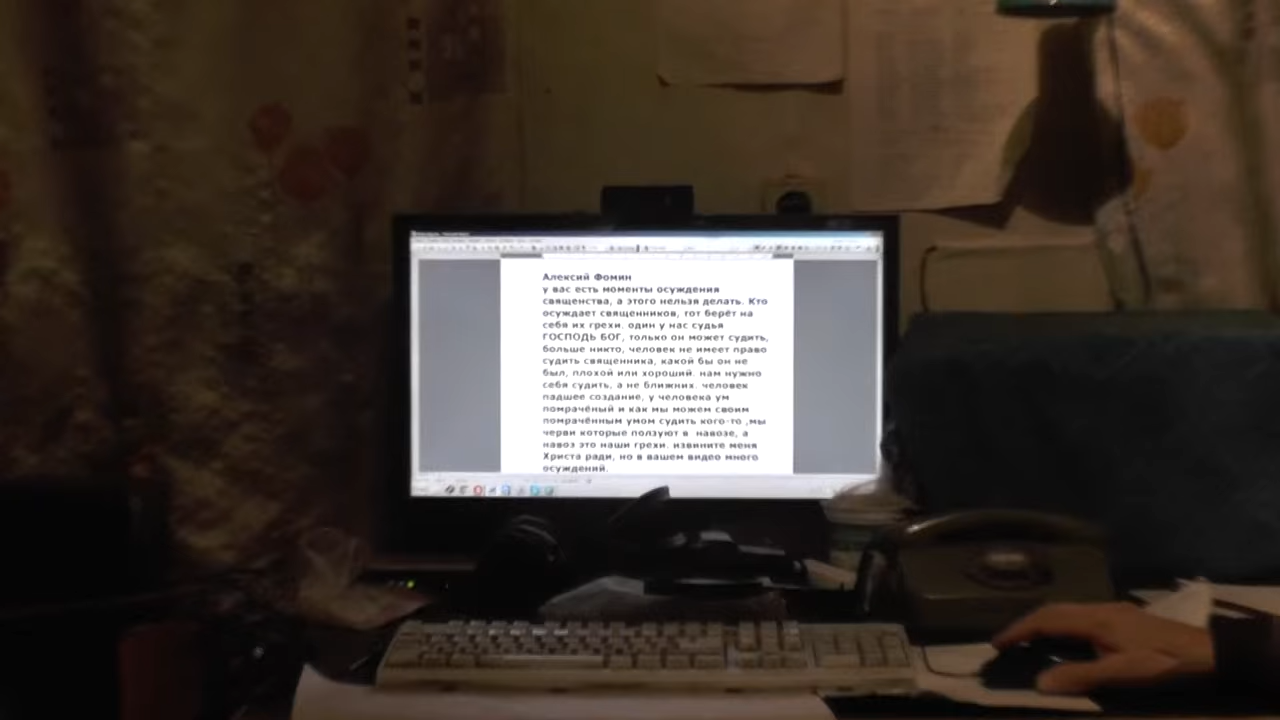 Алексий Фомин
у вас есть моменты осуждения
священства, а этого нельзя делать. Кто
осуждает священников, гот берёт на
себя их грехи. один у нас судья
ГОСПОДЬ БОГ, только он может судить,
больше никто, человек не имеет право
судить священника, какой бы он не
был, плохой или хороший. нам нужно
себя судить, а не ближних. человек
падшее создание, у человека ум
помрачёный и как мы можем своим
помрачённым умом судить кого-то ,мы
черви которые ползуют в навозе, а
навоз это наши грехи. извините меня
Христа ради, но в вашем видео много
осуждений.